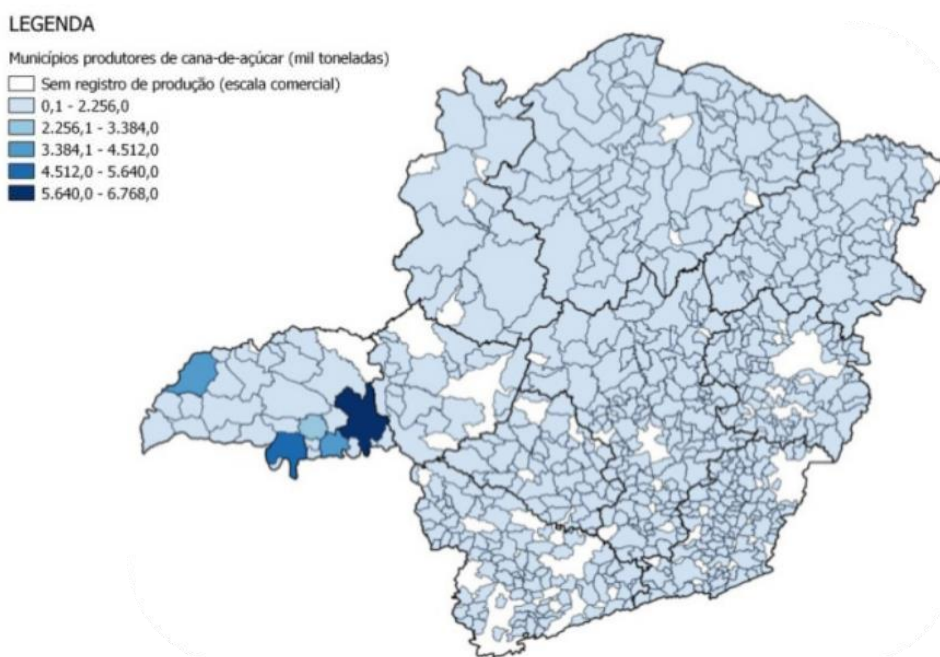 LEGENDA
Municípios produtores de cana-de-açúcar (mil toneladas)
Sem registro de produção (escala comercial)
0,1 - 2.256,0
2.256,1 - 3.384,0
3.384,1 - 4.512,0
4.512,0 - 5.640,0
5.640,0 - 6.768,0